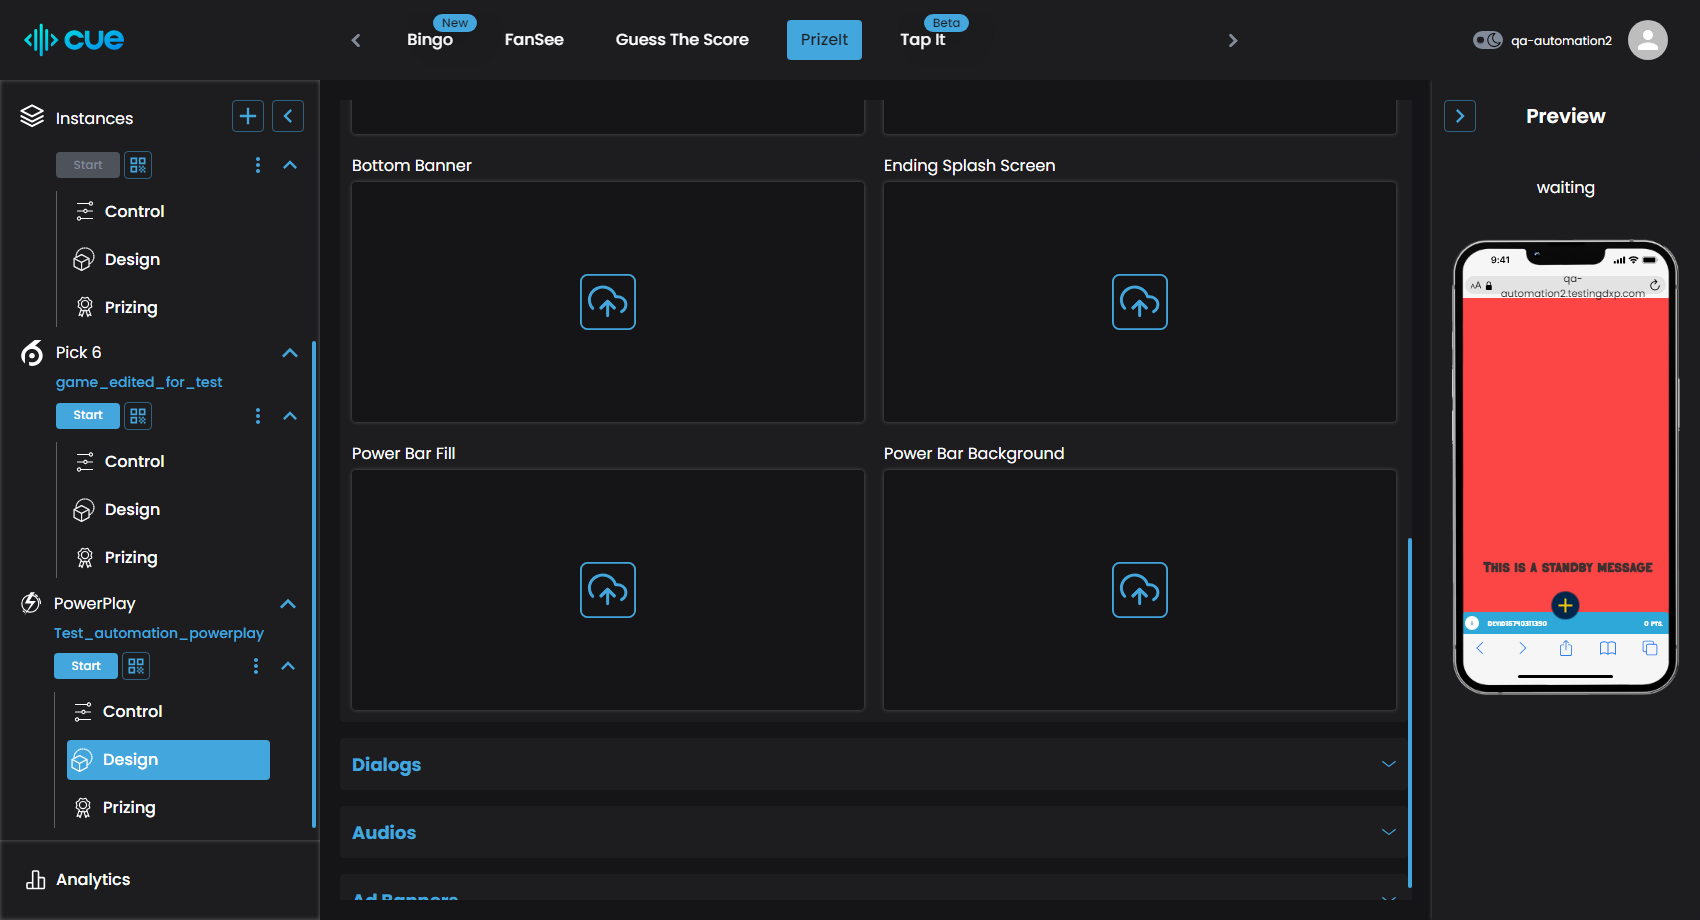 cue
New
Bingo
FanSee
Guess The Score
PrizeIt
Beta
Tap It
qa-automation2
Instances
Start
Control
Design
Prizing
Pick 6
game_edited_for_test
Start
Control
Design
Prizing
PowerPlay
Test_automation_powerplay
Start
Control
Design
Prizing
Analytics
Bottom Banner
Ending Splash Screen
Power Bar Fill
Power Bar Background
Dialogs
Audios
Ad Banners
Preview
waiting
9:41
AA
qa-
automation2.testingdxp.com
This is a standby message
0 PTS.